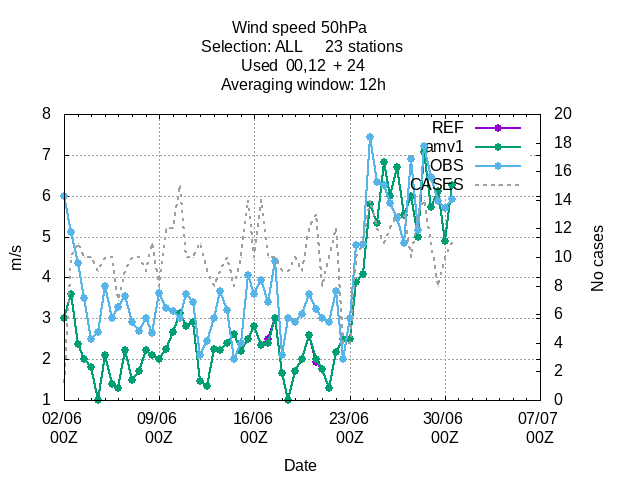 Wind speed 50hPa
Selection: ALL 23 stations
Used 00,12 + 24
Averaging window: 12h
REF
amv1
OBS
CASES
8
7
6
5
4
3
2
1
m/s
20
18
16
14
12
10
8
6
4
2
0
No cases
02/06 09/06 16/06 23/06 30/06 07/07
00Z 00Z 00Z 00Z 00Z 00Z
Date